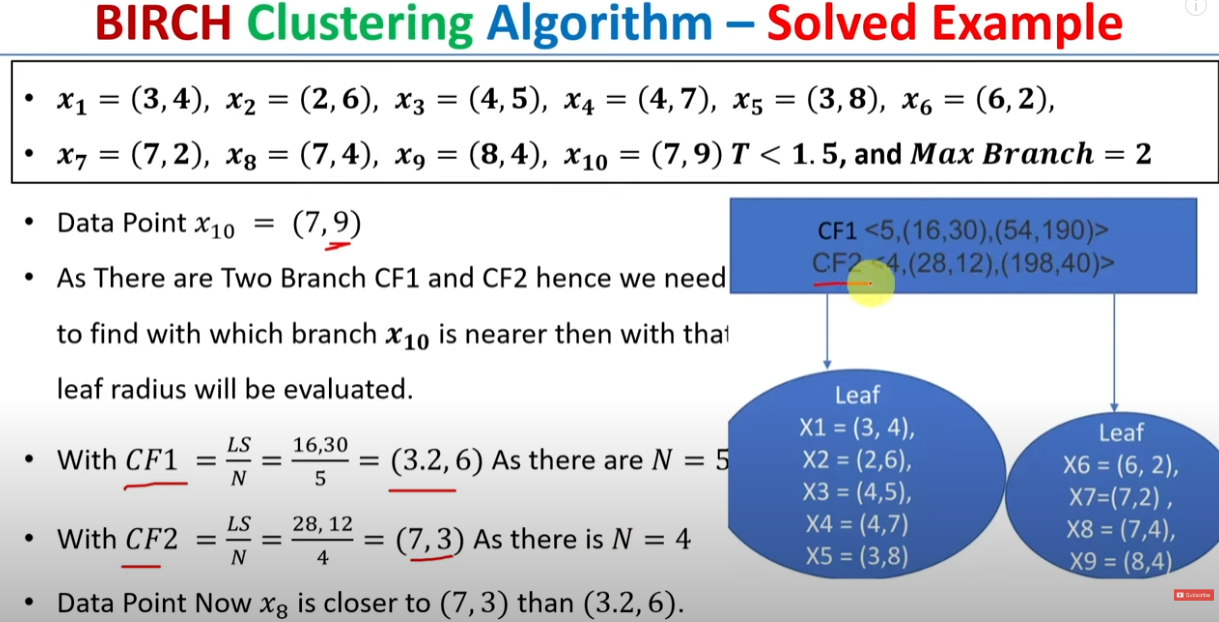 BIRCH Clustering Algorithm – Solved Example
• x₁ = (3, 4), x₂ = (2, 6), x₃ = (4, 5), x₄ = (4, 7), x₅ = (3, 8), x₆ = (6, 2),
• x₇ = (7, 2), x₈ = (7, 4), x₉ = (8, 4), x₁₀ = (7, 9) T < 1.5, and Max Branch = 2
• Data Point x₁₀ = (7, 9)
• As There are Two Branch CF1 and CF2 hence we need
to find with which branch x₁₀ is nearer then with that
leaf radius will be evaluated.
• With CF1 = LS/N = 16,30/5 = (3.2, 6) As there are N = 5
• With CF2 = LS/N = 28, 12/4 = (7, 3) As there is N = 4
• Data Point Now x₈ is closer to (7, 3) than (3.2, 6).
CF1 <5,(16,30),(54,190)>
CF2 <4,(28,12),(198,40)>
Leaf
X1 = (3, 4),
X2 = (2,6),
X3 = (4,5),
X4 = (4,7)
X5 = (3,8)
Leaf
X6 = (6, 2),
X7=(7,2) ,
X8 = (7,4),
X9 = (8,4)
Subscribe